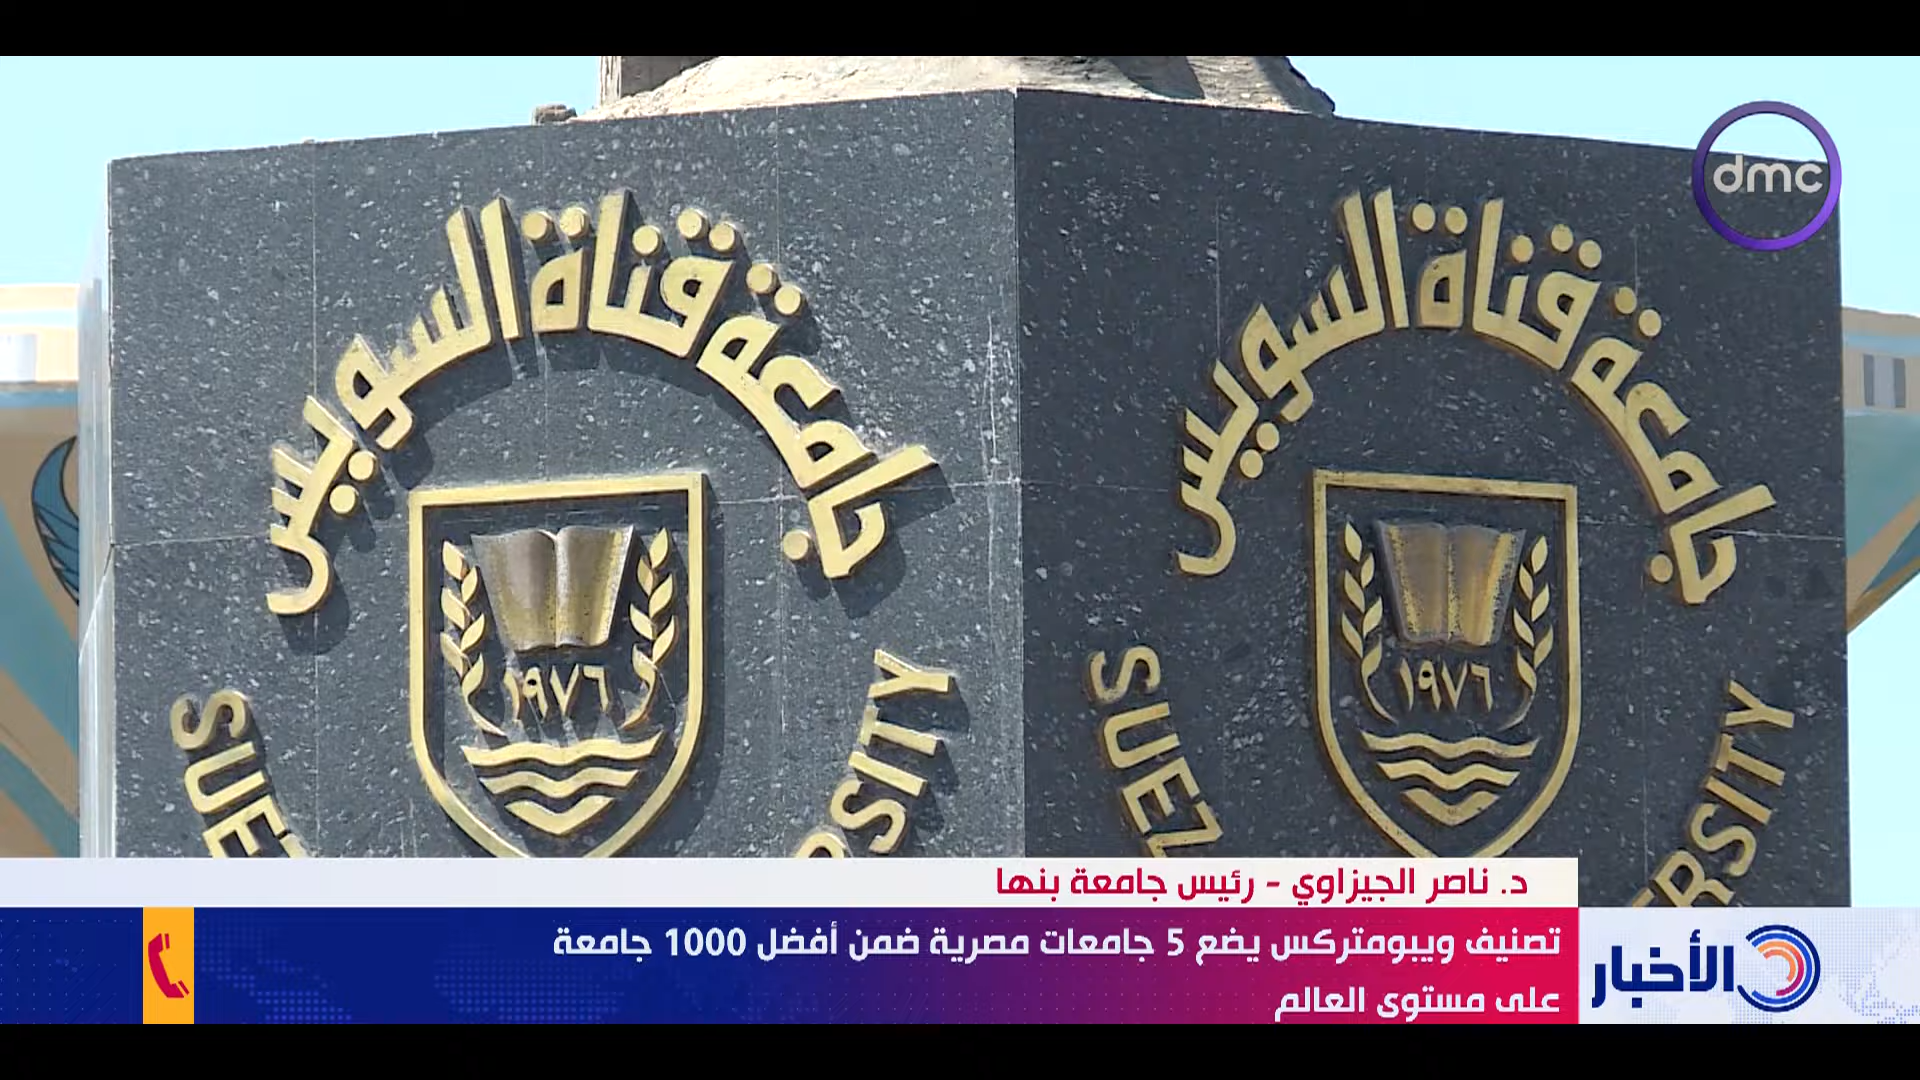 dmc
جامعة قناة السويس
١٩٧٦
SUEZ
RSITY
جامعة قناة السويس
١٩٧٦
SUEZ
ERSITY
د. ناصر الجيزاوي - رئيس جامعة بنها
تصنيف ويبومتركس يضع 5 جامعات مصرية ضمن أفضل 1000 جامعة
على مستوى العالم
الأخبار